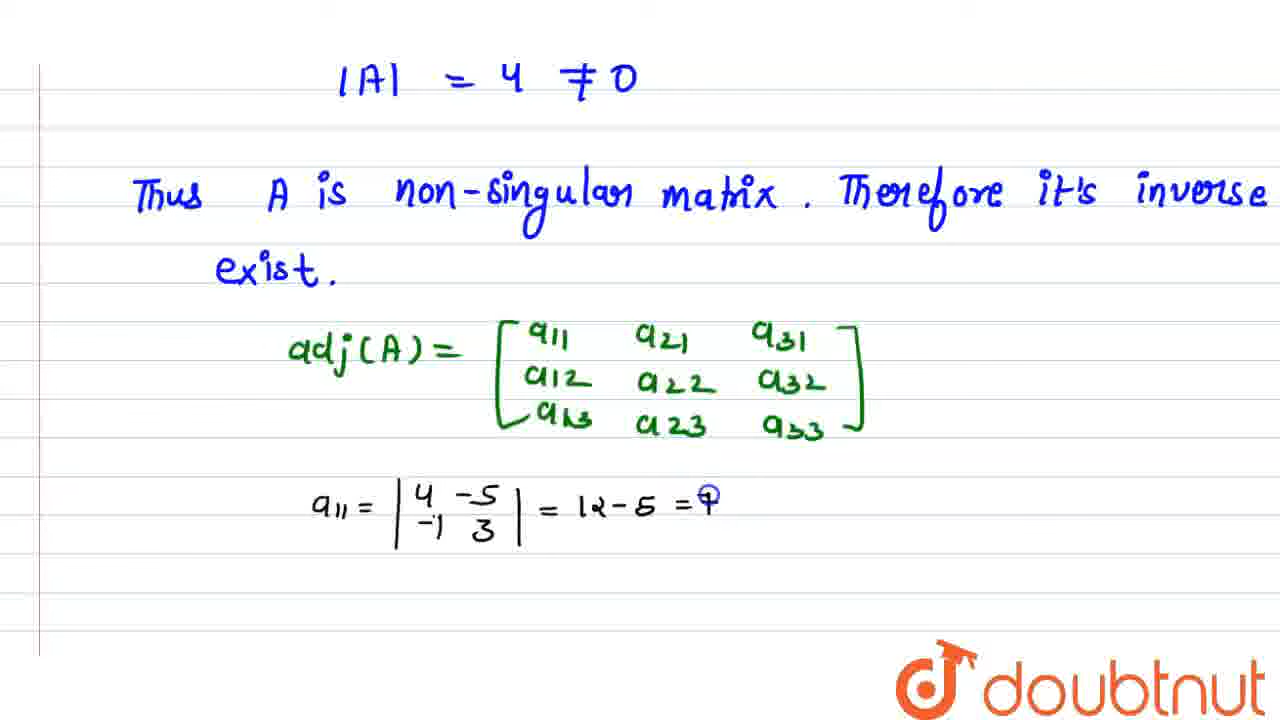 |A| = 4 ≠ 0
Thus A is non-singular matrix. Therefore it's inverse
exist.
adj(A) = [a11 a21 a31
a12 a22 a32
a13 a23 a33]
a11 = |4 -5
-1 3| = 12 - 5 = 7
doubtnut